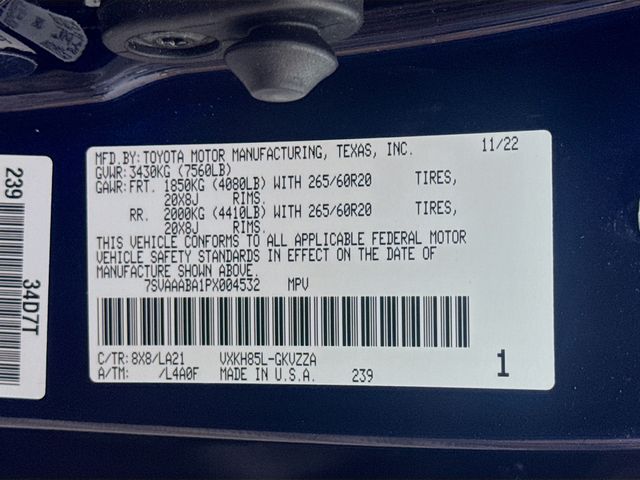 MFD.BY:TOYOTA MOTOR MANUFACTURING, TEXAS, INC. 11/22
GVWR:3430KG (7560LB)
GAWR:FRT. 1850KG (4080LB) WITH 265/60R20 TIRES,
20X8J RIMS.
RR. 2000KG (4410LB) WITH 265/60R20 TIRES,
20X8J RIMS.
THIS VEHICLE CONFORMS TO ALL APPLICABLE FEDERAL MOTOR
VEHICLE SAFETY STANDARDS IN EFFECT ON THE DATE OF
MANUFACTURE SHOWN ABOVE.
7SVAAABA1PX004532 MPV
C/TR:8X8/LA21 VXKH85L-GKVZZA
A/TM: /L4A0F MADE IN U.S.A. 239 1
239
34D7T